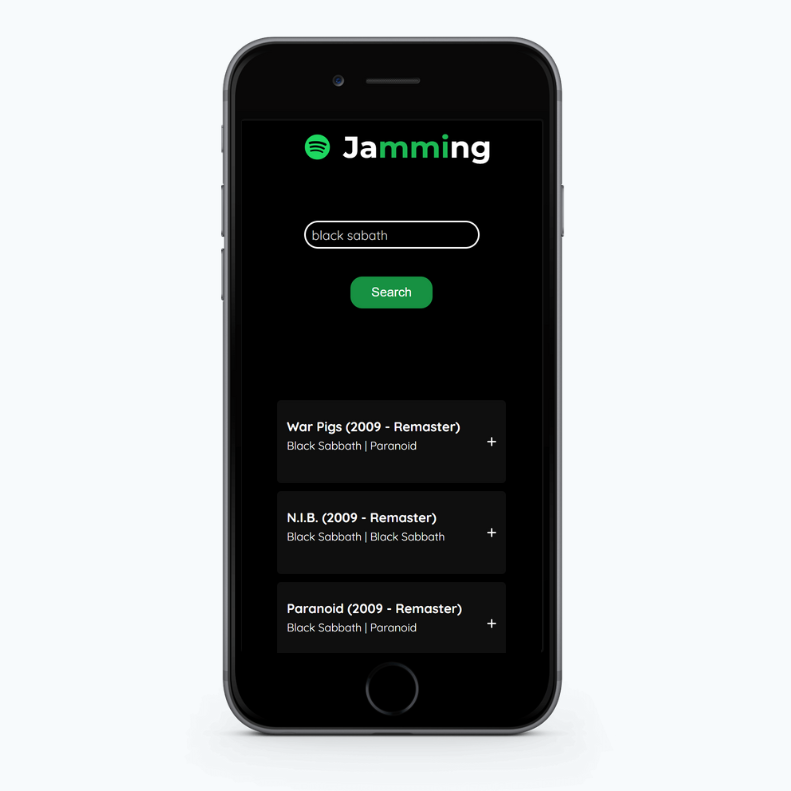 Jamming
black sabath
Search
War Pigs (2009 - Remaster)
Black Sabbath | Paranoid
+
N.I.B. (2009 - Remaster)
Black Sabbath | Black Sabbath
+
Paranoid (2009 - Remaster)
Black Sabbath | Paranoid
+